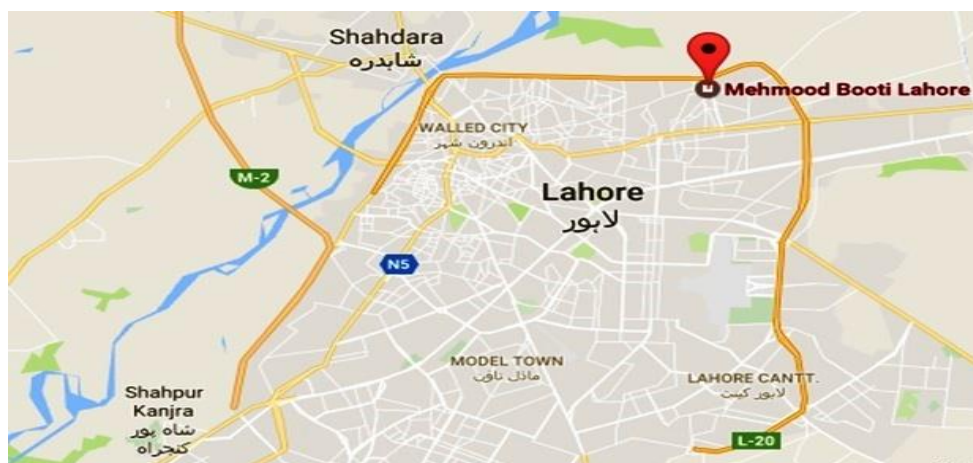 Shahdara
شاہدرہ
Mehmood Booti Lahore
WALLED CITY
اندرون شہر
M-2
Lahore
لاہور
N5
MODEL TOWN
ماڈل ٹاؤن
LAHORE CANTT.
لاہور کینٹ
Shahpur
Kanjra
شاہ پور
کنجراہ
L-20